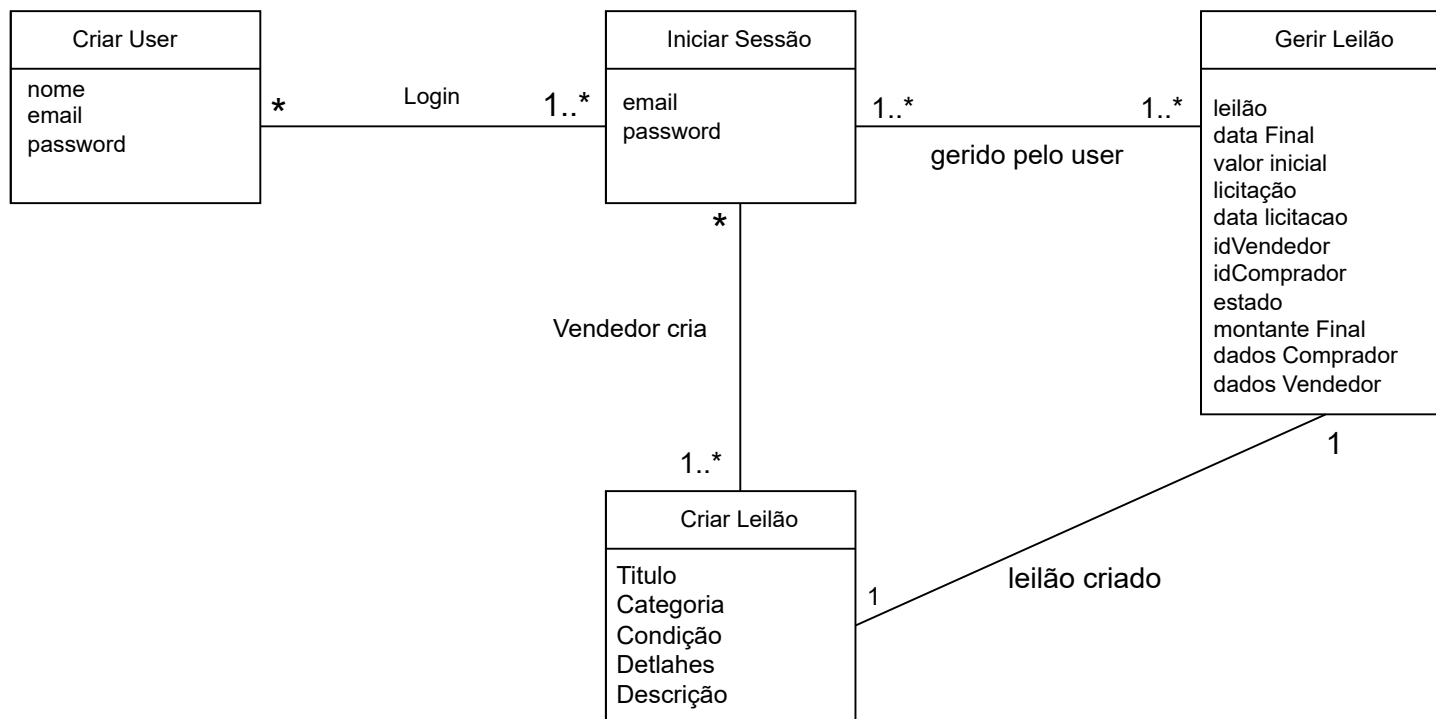 Criar User
nome
email
password
*
Login
1..*
Iniciar Sessão
email
password
1..*
gerido pelo user
1..*
Gerir Leilão
leilão
data Final
valor inicial
licitação
data licitacao
idVendedor
idComprador
estado
montante Final
dados Comprador
dados Vendedor
*
Vendedor cria
1..*
Criar Leilão
Titulo
Categoria
Condição
Detlahes
Descrição
1
leilão criado
1